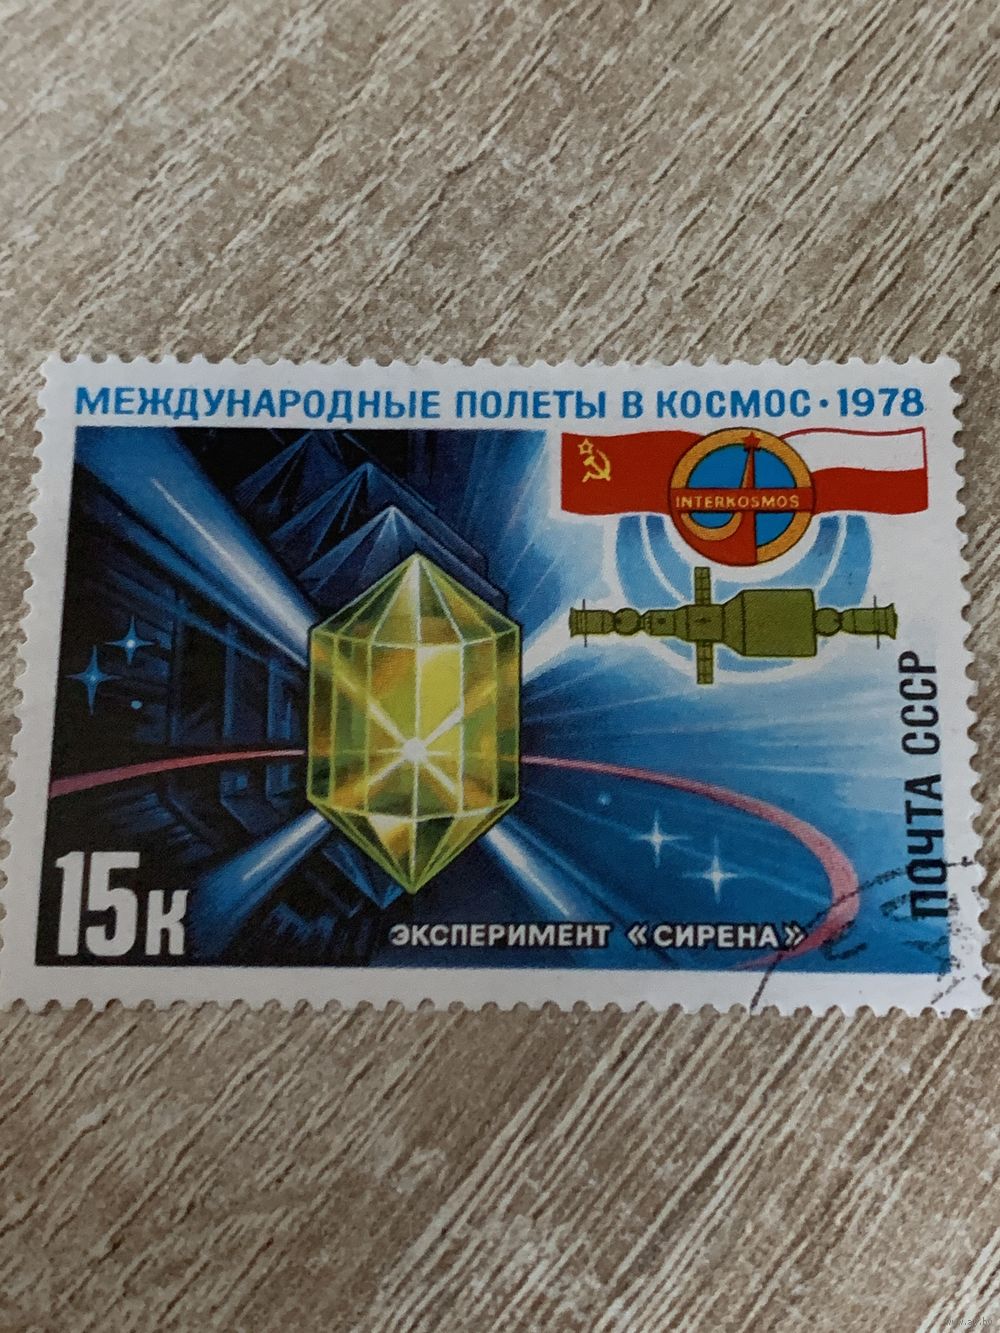 МЕЖДУНАРОДНЫЕ ПОЛЕТЫ В КОСМОС · 1978
INTERKOSMOS
ПОЧТА СССР
15к
ЭКСПЕРИМЕНТ «СИРЕНА»